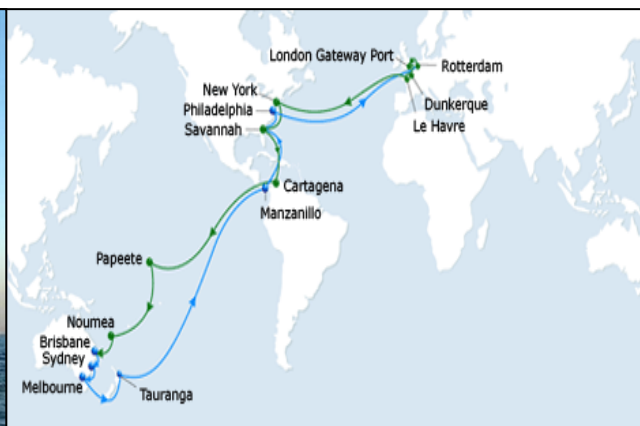 London Gateway Port
Rotterdam
New York
Dunkerque
Philadelphia
Le Havre
Savannah
Cartagena
Manzanillo
Papeete
Noumea
Brisbane
Sydney
Melbourne
Tauranga